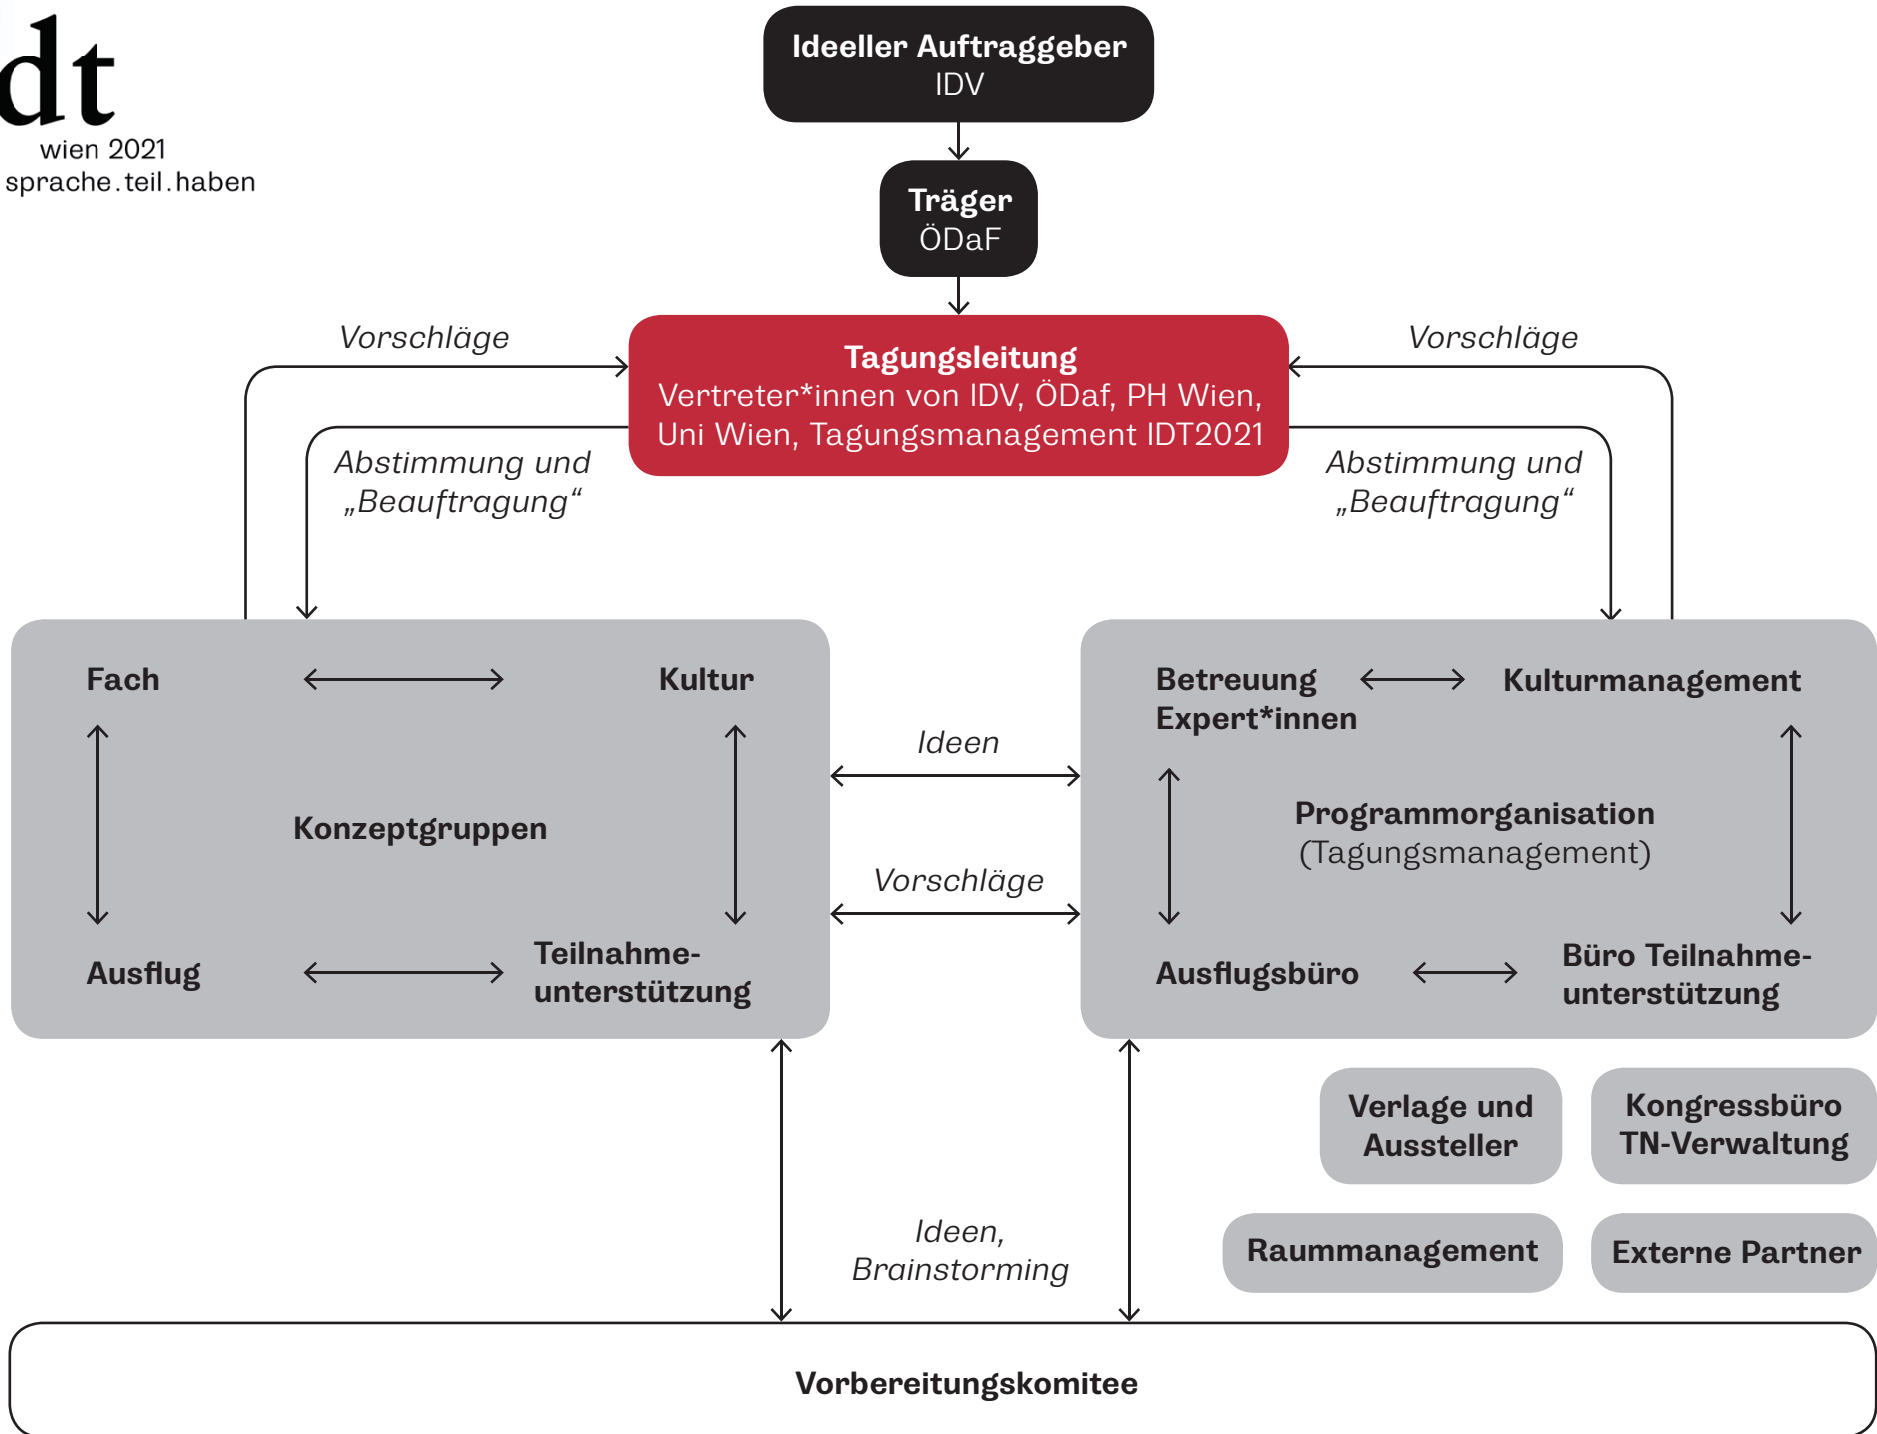 dt
wien 2021
sprache.teil.haben
Ideeller Auftraggeber
IDV
Träger
ÖDaF
Vorschläge
Tagungsleitung
Vertreter*innen von IDV, ÖDaf, PH Wien,
Uni Wien, Tagungsmanagement IDT2021
Vorschläge
Abstimmung und
„Beauftragung“
Abstimmung und
„Beauftragung“
Fach
Kultur
Konzeptgruppen
Ausflug
Teilnahme-
unterstützung
Ideen
Vorschläge
Betreuung
Expert*innen
Kulturmanagement
Programmorganisation
(Tagungsmanagement)
Ausflugsbüro
Büro Teilnahme-
unterstützung
Verlage und
Aussteller
Kongressbüro
TN-Verwaltung
Raummanagement
Externe Partner
Ideen,
Brainstorming
Vorbereitungskomitee